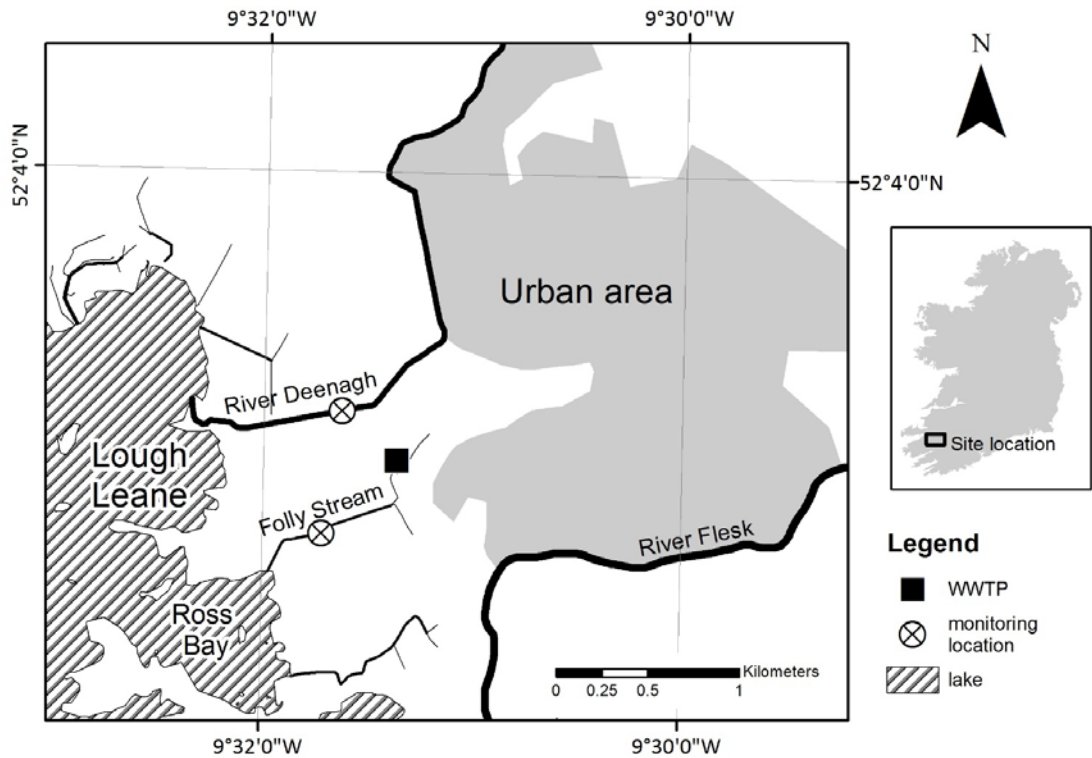 9°32'0"W
9°30'0"W
N
52°4'0"N
52°4'0"N
Urban area
River Deenagh
Lough
Leane
Folly Stream
River Flesk
Ross
Bay
Site location
Legend
WWTP
monitoring
location
lake
Kilometers
0 0.25 0.5 1
9°32'0"W
9°30'0"W